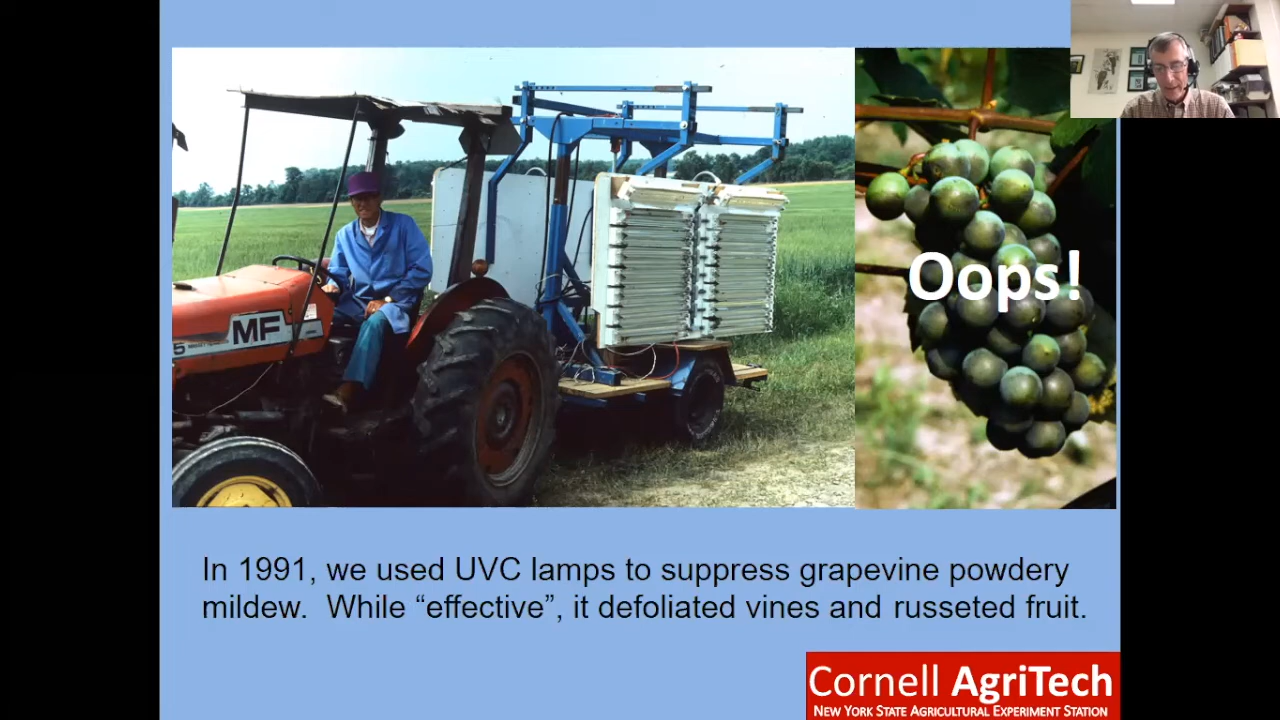 MF
5
Oops!
In 1991, we used UVC lamps to suppress grapevine powdery
mildew.  While “effective”, it defoliated vines and russeted fruit.
Cornell AgriTech
NEW YORK STATE AGRICULTURAL EXPERIMENT STATION